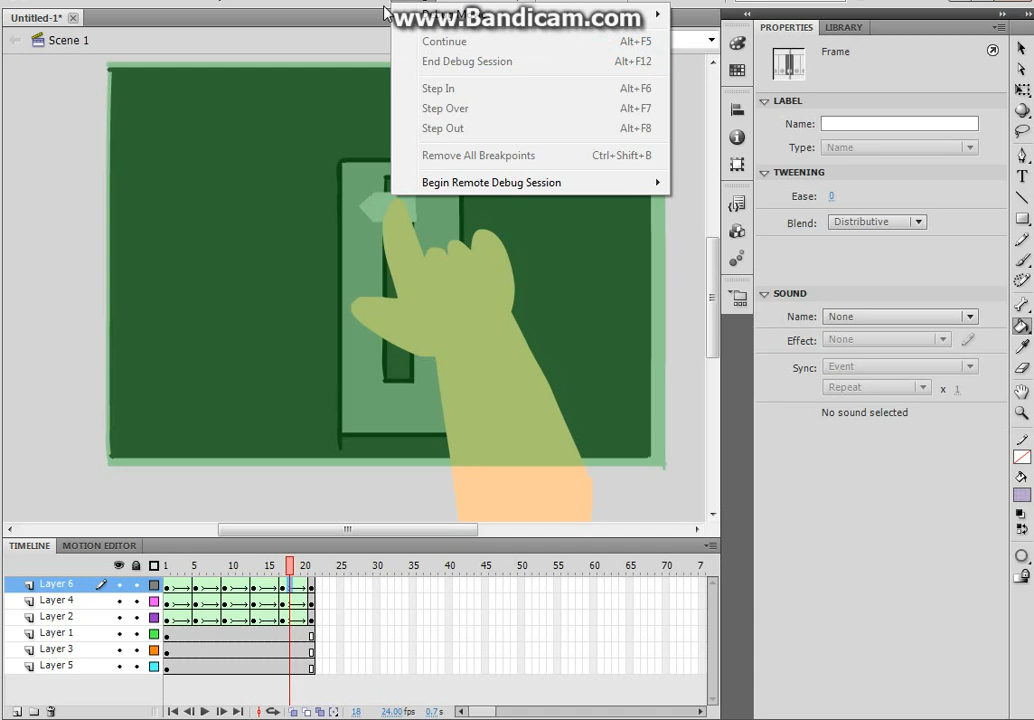 www.Bandicam.com
Untitled-1*
Scene 1
Continue Alt+F5
End Debug Session Alt+F12
Step In Alt+F6
Step Over Alt+F7
Step Out Alt+F8
Remove All Breakpoints Ctrl+Shift+B
Begin Remote Debug Session
PROPERTIES LIBRARY
Frame
LABEL
Name:
Type: Name
TWEENING
Ease: 0
Blend: Distributive
SOUND
Name: None
Effect: None
Sync: Event
Repeat x 1
No sound selected
TIMELINE MOTION EDITOR
1 5 10 15 20 25 30 35 40 45 50 55 60 65 70 7
Layer 6
Layer 4
Layer 2
Layer 1
Layer 3
Layer 5
18 24.00 fps 0.7 s